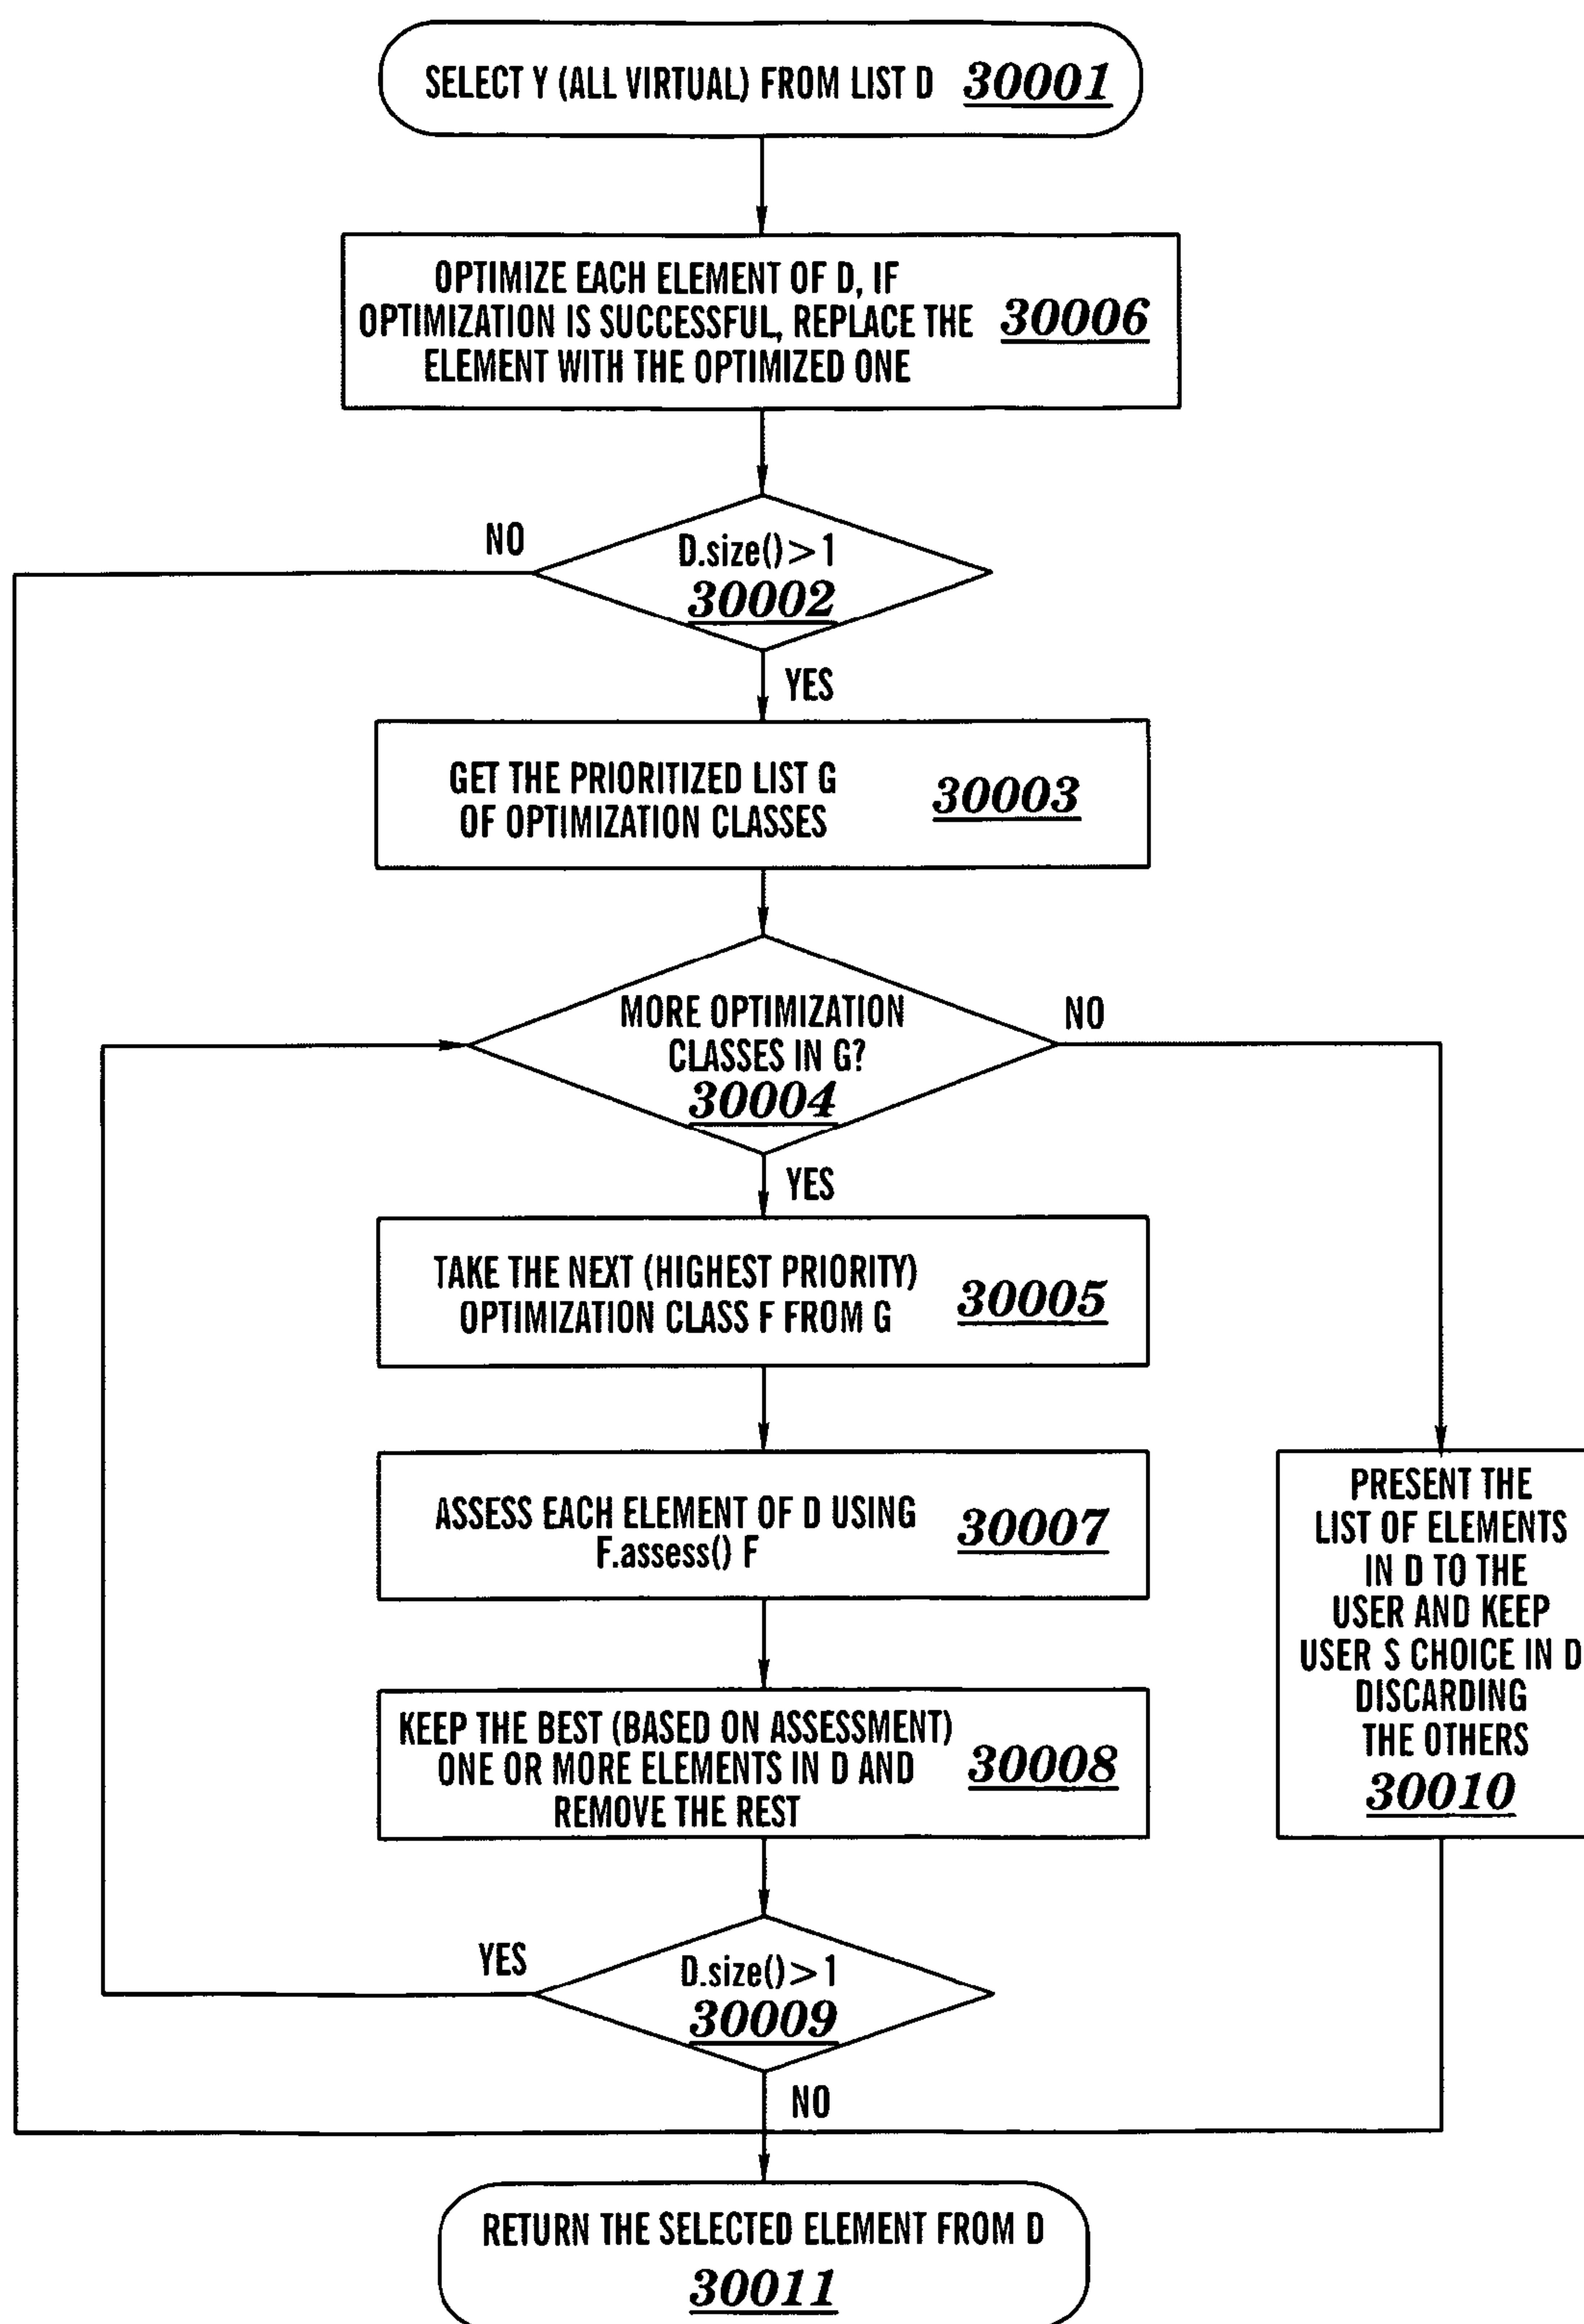 SELECT Y (ALL VIRTUAL) FROM LIST D 30001
OPTIMIZE EACH ELEMENT OF D, IF
OPTIMIZATION IS SUCCESSFUL, REPLACE THE 30006
ELEMENT WITH THE OPTIMIZED ONE
NO
D.size()>1
30002
YES
GET THE PRIORITIZED LIST G
OF OPTIMIZATION CLASSES 30003
MORE OPTIMIZATION
CLASSES IN G?
30004
NO
YES
TAKE THE NEXT (HIGHEST PRIORITY)
OPTIMIZATION CLASS F FROM G 30005
ASSESS EACH ELEMENT OF D USING
F.assess() F 30007
KEEP THE BEST (BASED ON ASSESSMENT)
ONE OR MORE ELEMENTS IN D AND 30008
REMOVE THE REST
PRESENT THE
LIST OF ELEMENTS
IN D TO THE
USER AND KEEP
USER S CHOICE IN D
DISCARDING
THE OTHERS
30010
YES
D.size()>1
30009
NO
RETURN THE SELECTED ELEMENT FROM D
30011